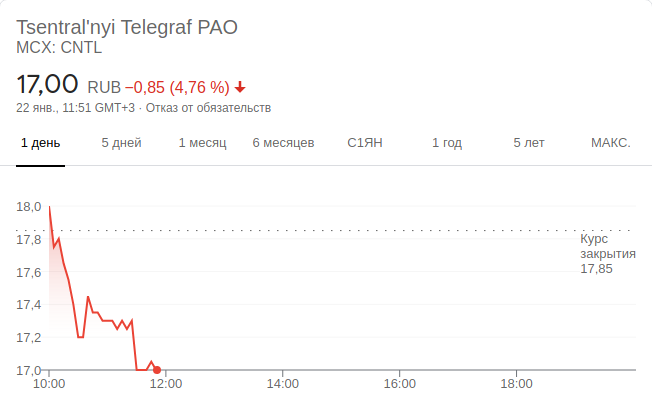 Tsentral'nyi Telegraf PAO
MCX: CNTL
17,00 RUB −0,85 (4,76 %)
22 янв., 11:51 GMT+3 · Отказ от обязательств
1 день 5 дней 1 месяц 6 месяцев С1ЯН 1 год 5 лет МАКС.
18,0
17,8
17,6
17,4
17,2
17,0
Курс
закрытия
17,85
10:00 12:00 14:00 16:00 18:00